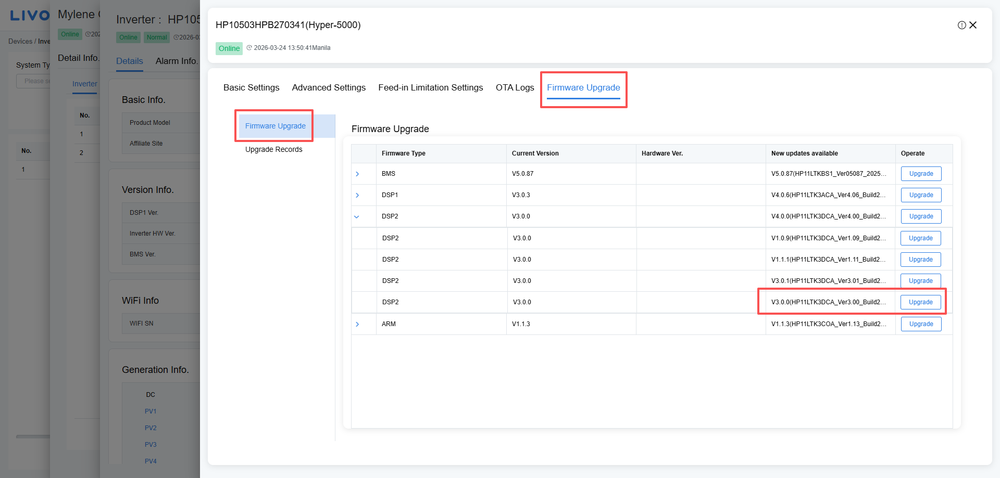 LIVO
Devices / Inve
System Ty
Please se
No.
1
Mylene
Online
202
Detail Info.
Inverter
No.
1
2
Inverter : HP105
Online
Normal
2026-03
Details
Alarm Info.
Basic Info.
Product Model
Affiliate Site
Version Info.
DSP1 Ver.
Inverter HW Ver.
BMS Ver.
WiFi Info
WIFI SN
Generation Info.
DC
PV1
PV2
PV3
PV4
HP10503HPB270341(Hyper-5000)
Online
2026-03-24 13:50:41Manila
Basic Settings
Advanced Settings
Feed-in Limitation Settings
OTA Logs
Firmware Upgrade
Firmware Upgrade
Upgrade Records
Firmware Upgrade
Firmware Type Current Version Hardware Ver. New updates available Operate
BMS V5.0.87 V5.0.87(HP11LTKBS1_Ver05087_2025... Upgrade
DSP1 V3.0.3 V4.0.6(HP11LTK3ACA_Ver4.06_Build2... Upgrade
DSP2 V3.0.0 V4.0.0(HP11LTK3DCA_Ver4.00_Build2... Upgrade
DSP2 V3.0.0 V1.0.9(HP11LTK3DCA_Ver1.09_Build2... Upgrade
DSP2 V3.0.0 V1.1.1(HP11LTK3DCA_Ver1.11_Build2... Upgrade
DSP2 V3.0.0 V3.0.1(HP11LTK3DCA_Ver3.01_Build2... Upgrade
DSP2 V3.0.0 V3.0.0(HP11LTK3DCA_Ver3.00_Build2... Upgrade
ARM V1.1.3 V1.1.3(HP11LTK3COA_Ver1.13_Build2... Upgrade